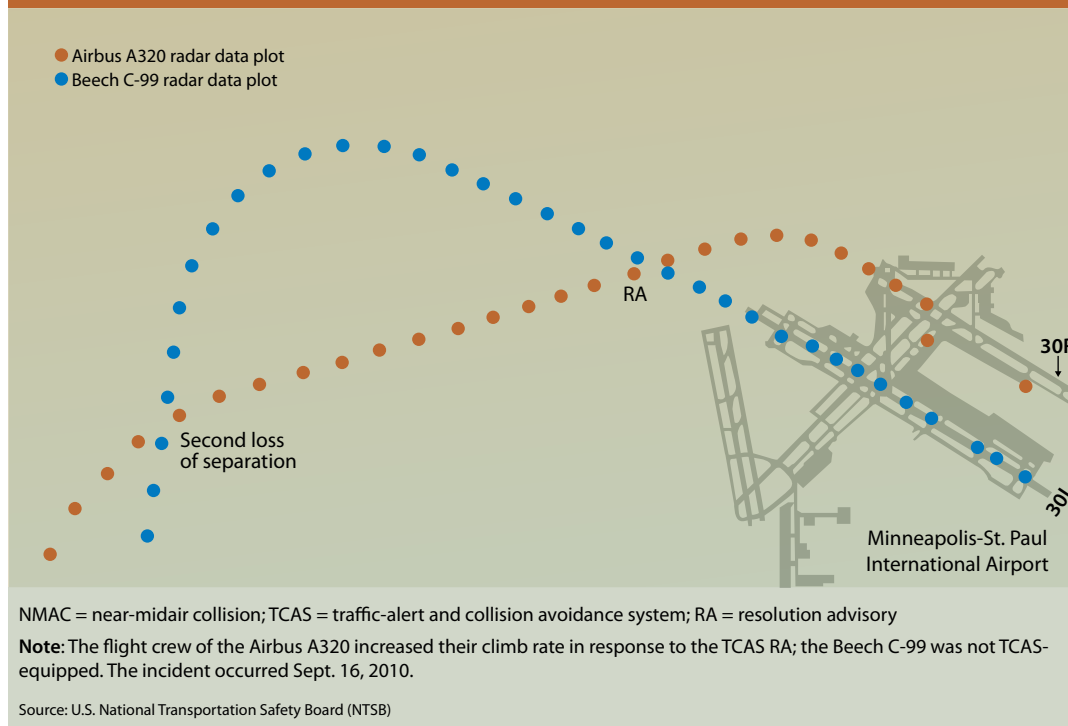 Airbus A320 radar data plot
Beech C-99 radar data plot
RA
30R
Second loss
of separation
30L
Minneapolis-St. Paul
International Airport
NMAC = near-midair collision; TCAS = traffic-alert and collision avoidance system; RA = resolution advisory
Note: The flight crew of the Airbus A320 increased their climb rate in response to the TCAS RA; the Beech C-99 was not TCAS-
equipped. The incident occurred Sept. 16, 2010.
Source: U.S. National Transportation Safety Board (NTSB)